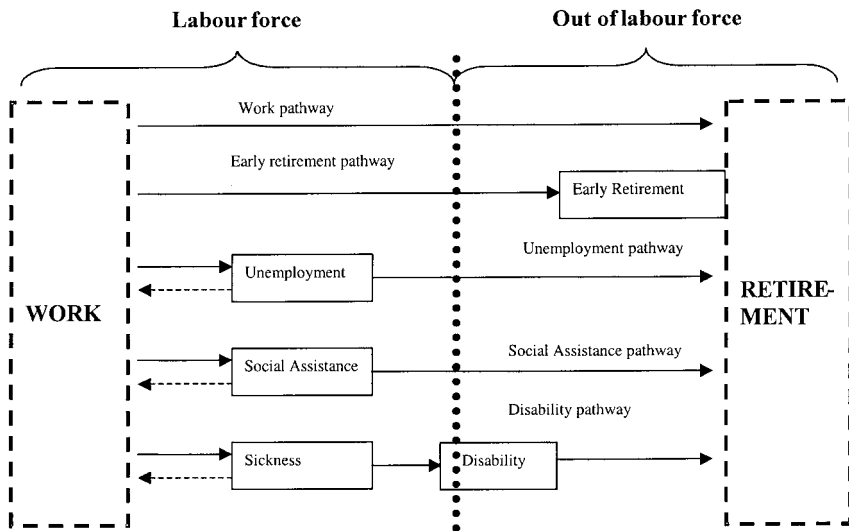 Labour force
Out of labour force
Work pathway
Early retirement pathway
Early Retirement
Unemployment pathway
Unemployment
WORK
RETIRE-
MENT
Social Assistance pathway
Social Assistance
Disability pathway
Sickness
Disability